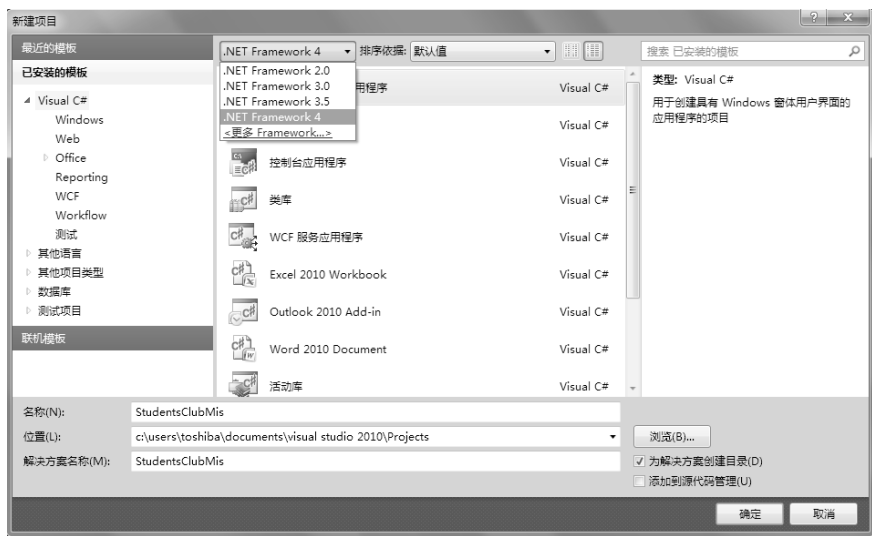 新建项目
最近的模板
.NET Framework 4
排序依据: 默认值
搜索 已安装的模板
已安装的模板
Visual C#
Windows
Web
Office
Reporting
WCF
Workflow
测试
其他语言
其他项目类型
数据库
测试项目
联机模板
.NET Framework 2.0
.NET Framework 3.0
.NET Framework 3.5
.NET Framework 4
<更多 Framework...>
用程序 Visual C#
Visual C#
控制台应用程序 Visual C#
类库 Visual C#
WCF 服务应用程序 Visual C#
Excel 2010 Workbook Visual C#
Outlook 2010 Add-in Visual C#
Word 2010 Document Visual C#
活动库 Visual C#
类型: Visual C#
用于创建具有 Windows 窗体用户界面的
应用程序的项目
名称(N): StudentsClubMis
位置(L): c:\users\toshiba\documents\visual studio 2010\Projects 浏览(B)...
解决方案名称(M): StudentsClubMis
为解决方案创建目录(D)
添加到源代码管理(U)
确定 取消